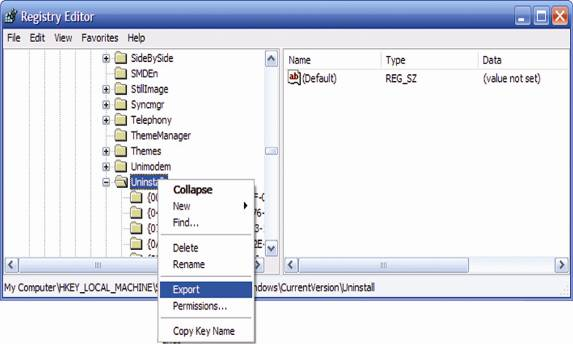 Registry Editor
File Edit View Favorites Help
SideBySide
SMDEn
StillImage
Syncmgr
Telephony
ThemeManager
Themes
Unimodem
Uninstall
Collapse
New
Find...
Delete
Rename
Export
Permissions...
Copy Key Name
Name Type Data
(Default) REG_SZ (value not set)
My Computer\HKEY_LOCAL_MACHINE\ ndows\CurrentVersion\Uninstall